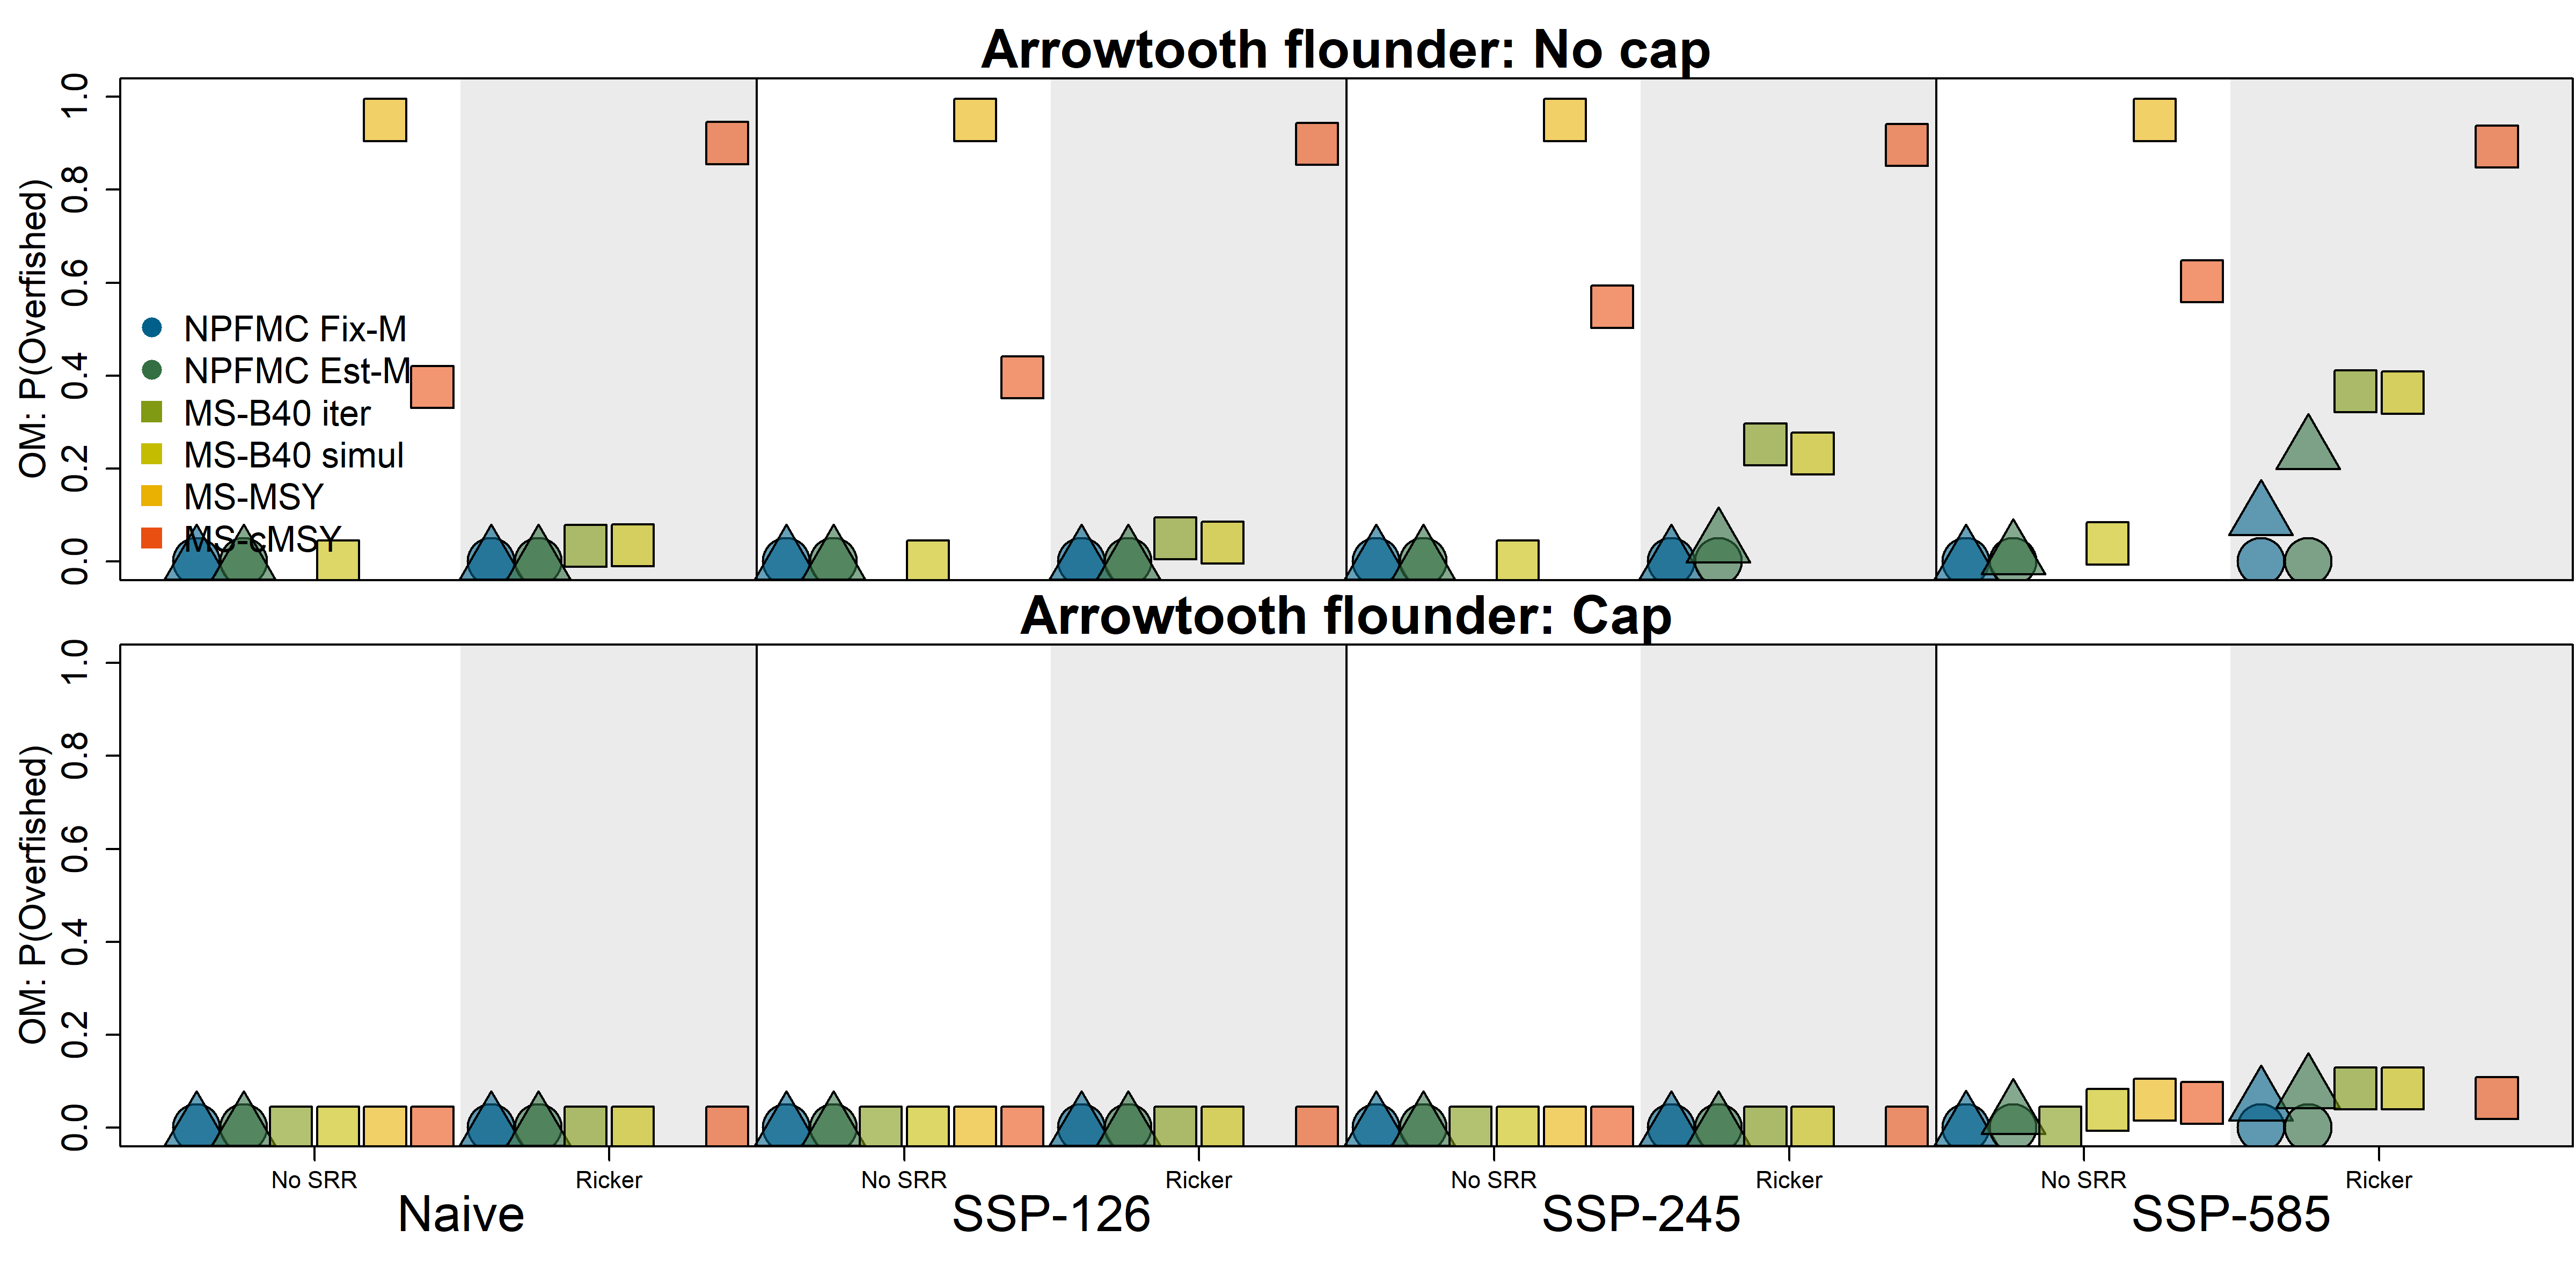 Arrowtooth flounder: No cap
OM: P(Overfished)
1.0
0.8
0.6
0.4
0.2
0.0
NPFMC Fix-M
NPFMC Est-M
MS-B40 iter
MS-B40 simul
MS-MSY
MS-cMSY
Arrowtooth flounder: Cap
OM: P(Overfished)
1.0
0.8
0.6
0.4
0.2
0.0
No SRR Ricker No SRR Ricker No SRR Ricker No SRR Ricker
Naive SSP-126 SSP-245 SSP-585